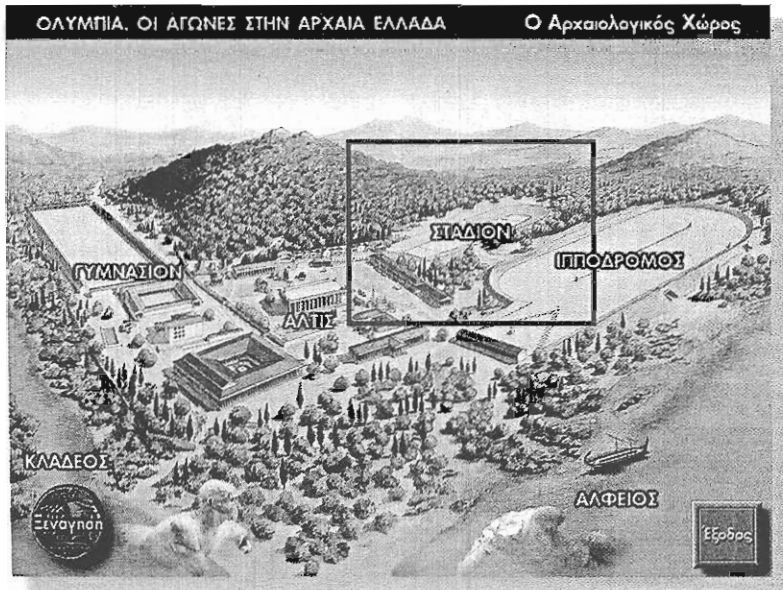 ΟΛΥΜΠΙΑ. ΟΙ ΑΓΩΝΕΣ ΣΤΗΝ ΑΡΧΑΙΑ ΕΛΛΑΔΑ
Ο Αρχαιολογικός Χώρος
ΣΤΑΔΙΟΝ
ΙΠΠΟΔΡΟΜΟΣ
ΓΥΜΝΑΣΙΟΝ
ΑΛΤΙΣ
ΚΛΑΔΕΟΣ
ΑΛΦΕΙΟΣ
Ξενάγηση
Έξοδος